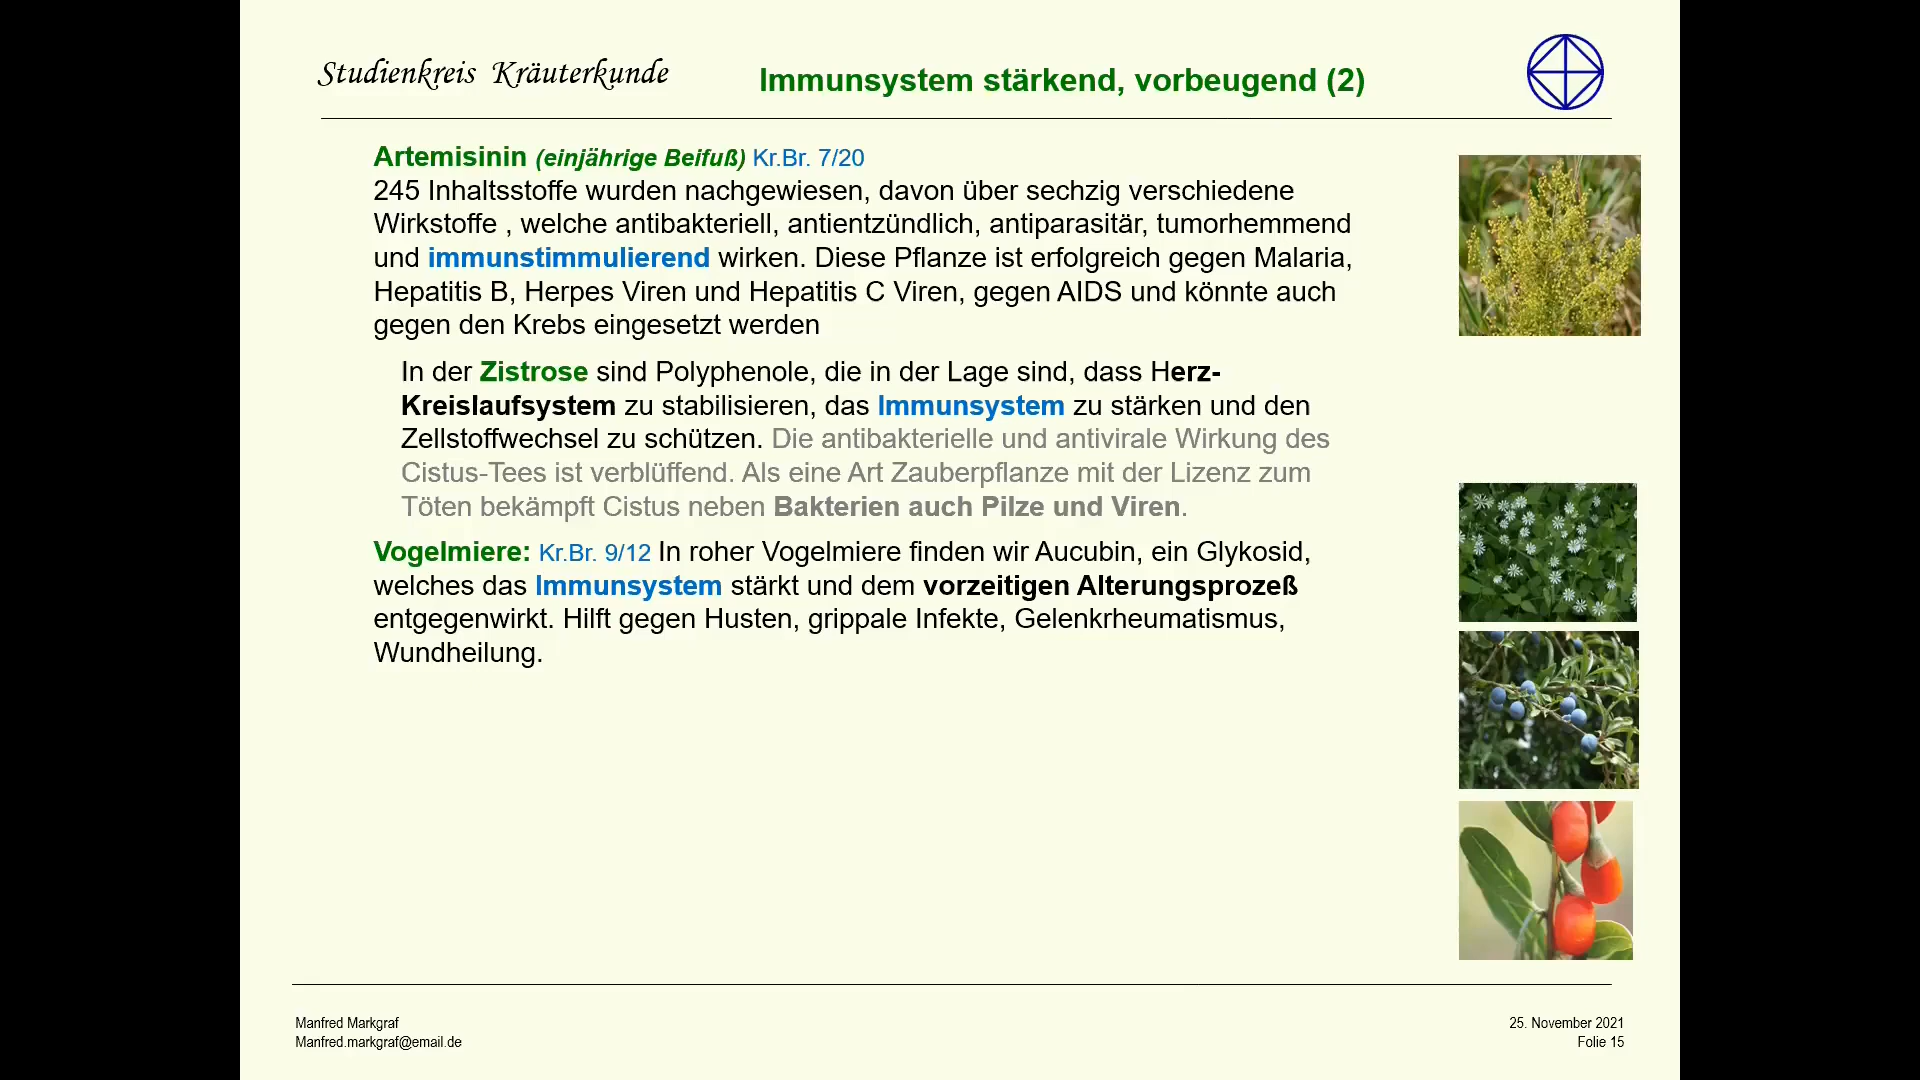 Studienkreis Kräuterkunde
Immunsystem stärkend, vorbeugend (2)
Artemisinin (einjährige Beifuß) Kr.Br. 7/20
245 Inhaltsstoffe wurden nachgewiesen, davon über sechzig verschiedene
Wirkstoffe , welche antibakteriell, antientzündlich, antiparasitär, tumorhemmend
und immunstimmulierend wirken. Diese Pflanze ist erfolgreich gegen Malaria,
Hepatitis B, Herpes Viren und Hepatitis C Viren, gegen AIDS und könnte auch
gegen den Krebs eingesetzt werden
In der Zistrose sind Polyphenole, die in der Lage sind, dass Herz-
Kreislaufsystem zu stabilisieren, das Immunsystem zu stärken und den
Zellstoffwechsel zu schützen. Die antibakterielle und antivirale Wirkung des
Cistus-Tees ist verblüffend. Als eine Art Zauberpflanze mit der Lizenz zum
Töten bekämpft Cistus neben Bakterien auch Pilze und Viren.
Vogelmiere: Kr.Br. 9/12 In roher Vogelmiere finden wir Aucubin, ein Glykosid,
welches das Immunsystem stärkt und dem vorzeitigen Alterungsprozeß
entgegenwirkt. Hilft gegen Husten, grippale Infekte, Gelenkrheumatismus,
Wundheilung.
Manfred Markgraf
Manfred.markgraf@email.de
25. November 2021
Folie 15